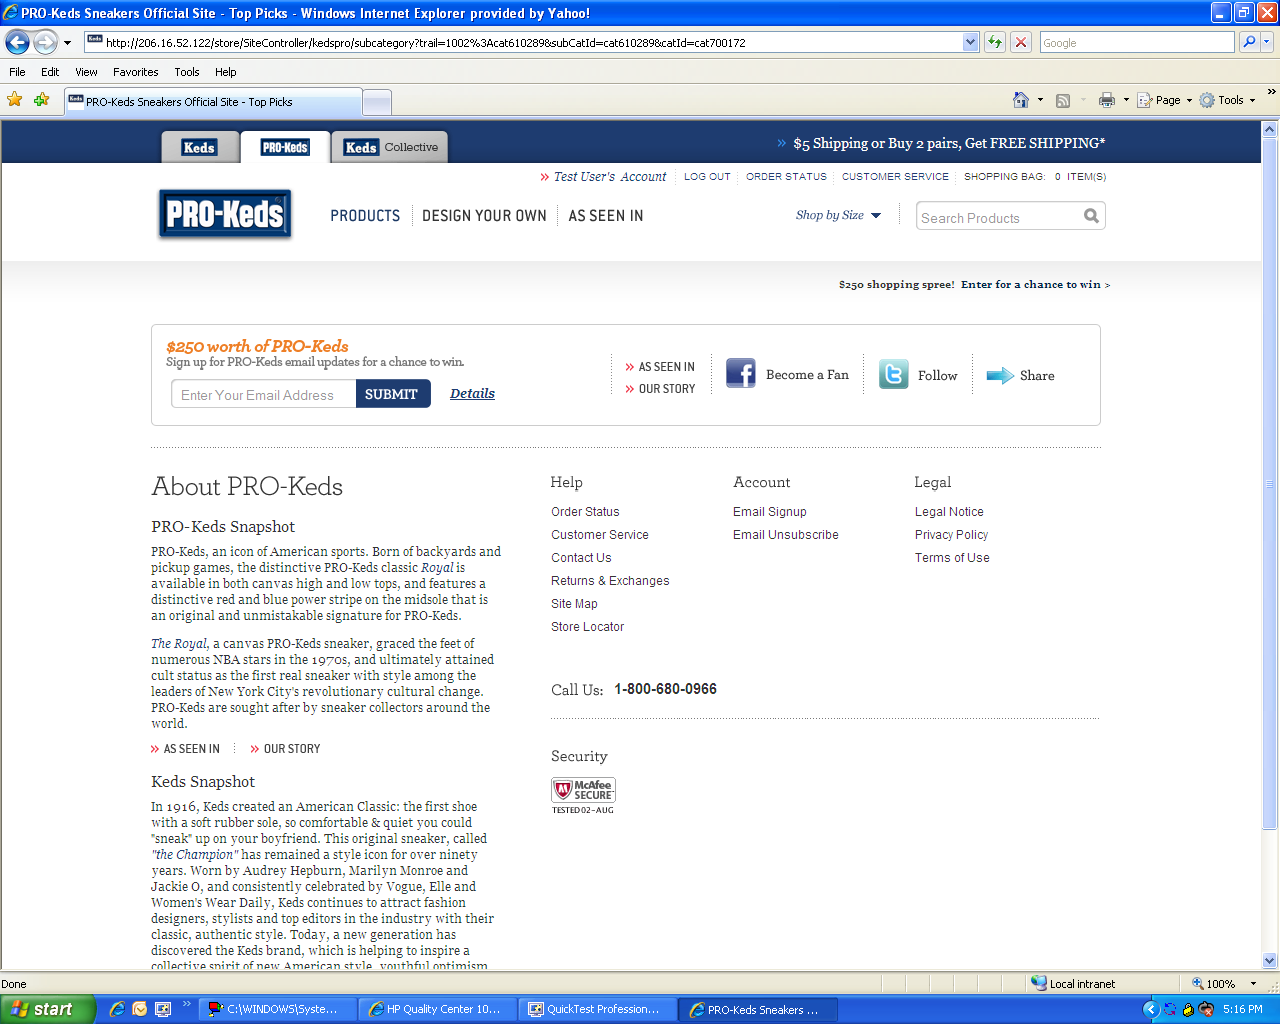 PRO-Keds Sneakers Official Site - Top Picks - Windows Internet Explorer provided by Yahoo!
http://206.16.52.122/store/SiteController/kedspro/subcategory?trail=1002%3Acat610289&subCatId=cat610289&catId=cat700172
Google
File Edit View Favorites Tools Help
PRO-Keds Sneakers Official Site - Top Picks
Page Tools
Keds PRO-Keds Keds Collective
» $5 Shipping or Buy 2 pairs, Get FREE SHIPPING*
» Test User's Account LOG OUT ORDER STATUS CUSTOMER SERVICE SHOPPING BAG: 0 ITEM(S)
PRO-Keds
PRODUCTS DESIGN YOUR OWN AS SEEN IN
Shop by Size
Search Products
$250 shopping spree! Enter for a chance to win >
$250 worth of PRO-Keds
Sign up for PRO-Keds email updates for a chance to win.
Enter Your Email Address SUBMIT Details
» AS SEEN IN
» OUR STORY
Become a Fan
Follow
Share
About PRO-Keds
PRO-Keds Snapshot
PRO-Keds, an icon of American sports. Born of backyards and
pickup games, the distinctive PRO-Keds classic Royal is
available in both canvas high and low tops, and features a
distinctive red and blue power stripe on the midsole that is
an original and unmistakable signature for PRO-Keds.
The Royal, a canvas PRO-Keds sneaker, graced the feet of
numerous NBA stars in the 1970s, and ultimately attained
cult status as the first real sneaker with style among the
leaders of New York City's revolutionary cultural change.
PRO-Keds are sought after by sneaker collectors around the
world.
» AS SEEN IN » OUR STORY
Keds Snapshot
In 1916, Keds created an American Classic: the first shoe
with a soft rubber sole, so comfortable & quiet you could
"sneak" up on your boyfriend. This original sneaker, called
"the Champion" has remained a style icon for over ninety
years. Worn by Audrey Hepburn, Marilyn Monroe and
Jackie O, and consistently celebrated by Vogue, Elle and
Women's Wear Daily, Keds continues to attract fashion
designers, stylists and top editors in the industry with their
classic, authentic style. Today, a new generation has
discovered the Keds brand, which is helping to inspire a
collective spirit of new American style, youthful optimism
Help
Order Status
Customer Service
Contact Us
Returns & Exchanges
Site Map
Store Locator
Account
Email Signup
Email Unsubscribe
Legal
Legal Notice
Privacy Policy
Terms of Use
Call Us: 1-800-680-0966
Security
McAfee
SECURE
TESTED 02-AUG
Done
Local intranet
100%
start
C:\WINDOWS\Syste...
HP Quality Center 10....
QuickTest Profession...
PRO-Keds Sneakers ...
5:16 PM